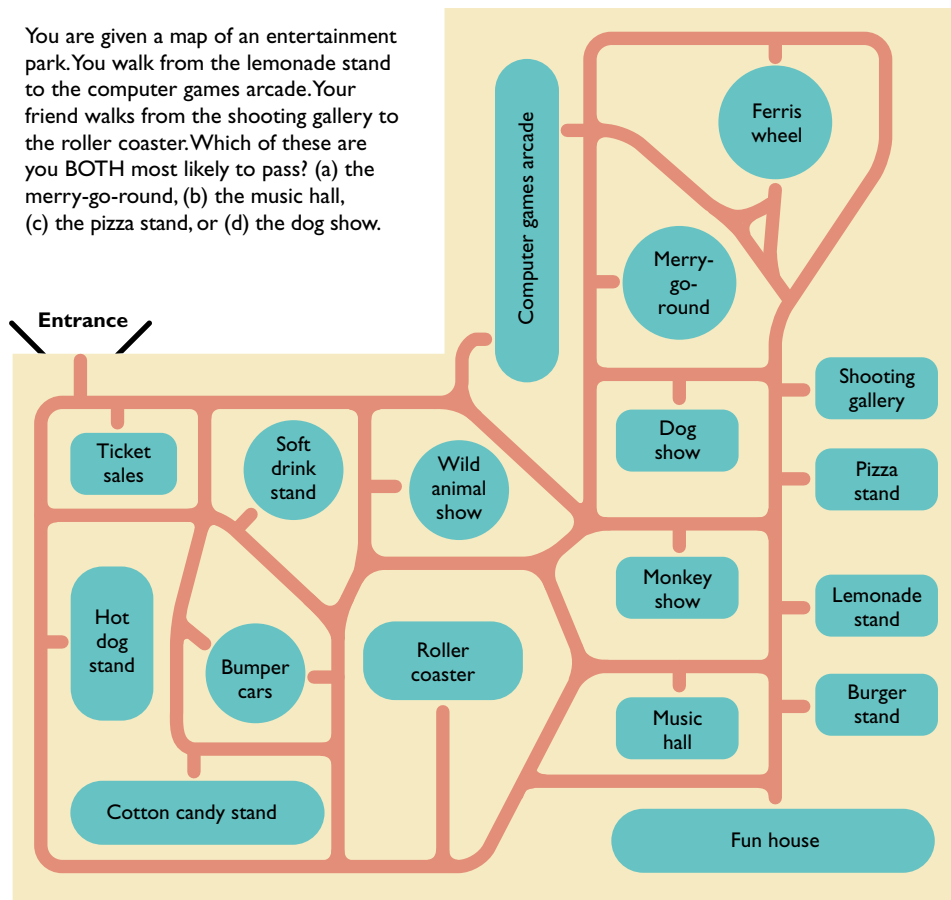 You are given a map of an entertainment
park. You walk from the lemonade stand
to the computer games arcade. Your
friend walks from the shooting gallery to
the roller coaster. Which of these are
you BOTH most likely to pass? (a) the
merry-go-round, (b) the music hall,
(c) the pizza stand, or (d) the dog show.
Entrance
Computer games arcade
Ferris
wheel
Merry-
go-
round
Shooting
gallery
Ticket
sales
Soft
drink
stand
Wild
animal
show
Dog
show
Pizza
stand
Hot
dog
stand
Bumper
cars
Roller
coaster
Monkey
show
Lemonade
stand
Music
hall
Burger
stand
Cotton candy stand
Fun house